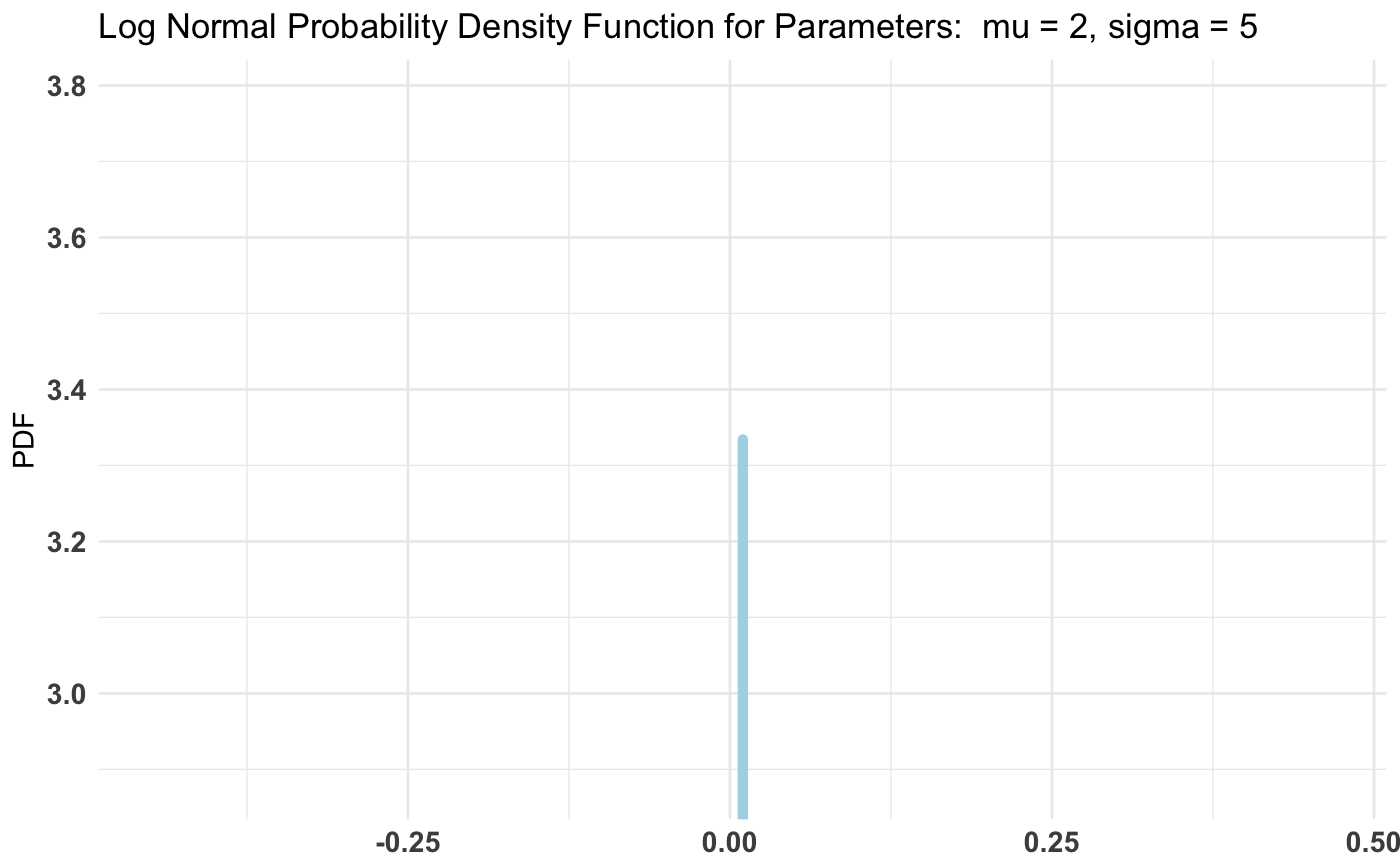 Log Normal Probability Density Function for Parameters:  mu = 2, sigma = 5
3.8
3.6
3.4
PDF
3.2
3.0
-0.25 0.00 0.25 0.50